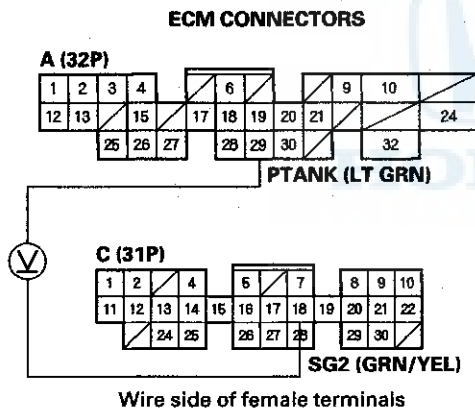 ECM CONNECTORS
A (32P)
1 2 3 4 6 9 10
12 13 15 17 18 19 20 21 24
25 26 27 28 29 30 32
PTANK (LT GRN)
V
C (31P)
1 2 4 5 7 8 9 10
11 12 13 14 15 16 17 18 19 20 21 22
24 25 26 27 28 29 30
SG2 (GRN/YEL)
Wire side of female terminals